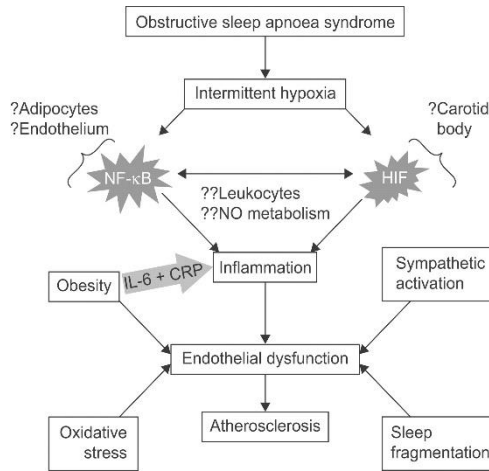 Obstructive sleep apnoea syndrome
Intermittent hypoxia
?Adipocytes
?Endothelium
?Carotid
body
NF-κB
HIF
??Leukocytes
??NO metabolism
Obesity
IL-6 + CRP
Inflammation
Sympathetic
activation
Endothelial dysfunction
Oxidative
stress
Atherosclerosis
Sleep
fragmentation